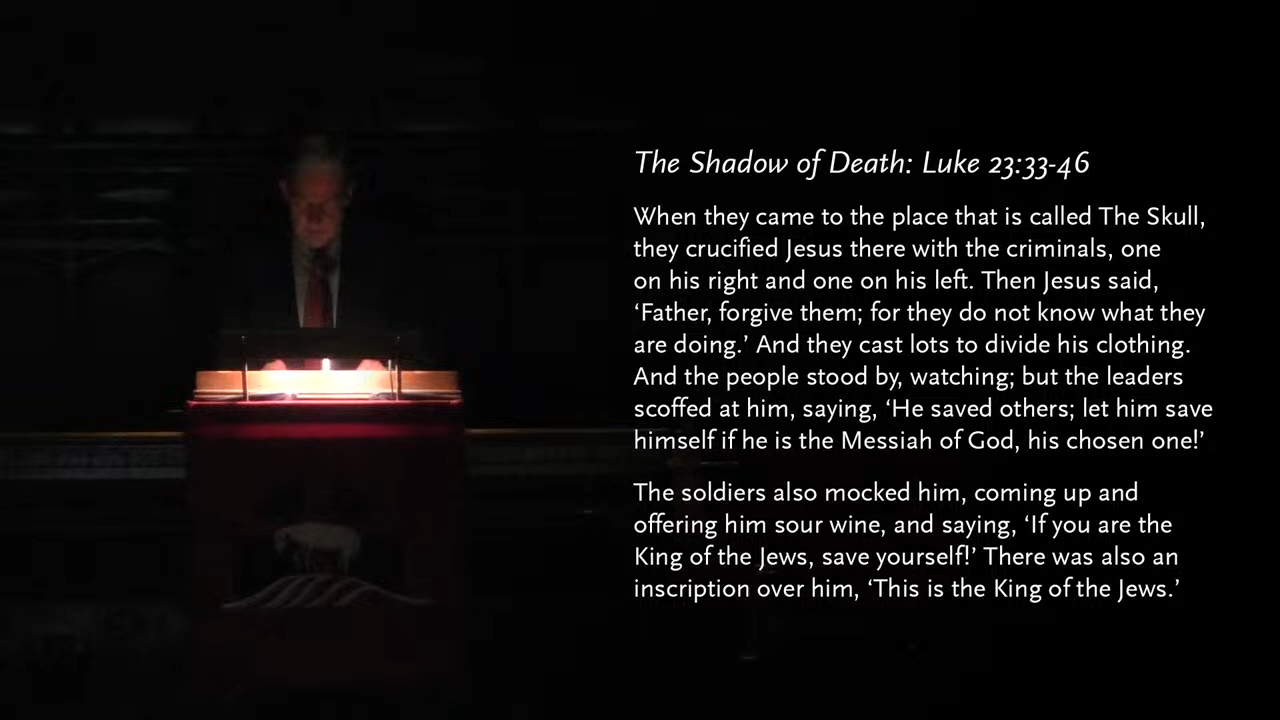 The Shadow of Death: Luke 23:33-46
When they came to the place that is called The Skull,
they crucified Jesus there with the criminals, one
on his right and one on his left. Then Jesus said,
‘Father, forgive them; for they do not know what they
are doing.’ And they cast lots to divide his clothing.
And the people stood by, watching; but the leaders
scoffed at him, saying, ‘He saved others; let him save
himself if he is the Messiah of God, his chosen one!’
The soldiers also mocked him, coming up and
offering him sour wine, and saying, ‘If you are the
King of the Jews, save yourself!’ There was also an
inscription over him, ‘This is the King of the Jews.’